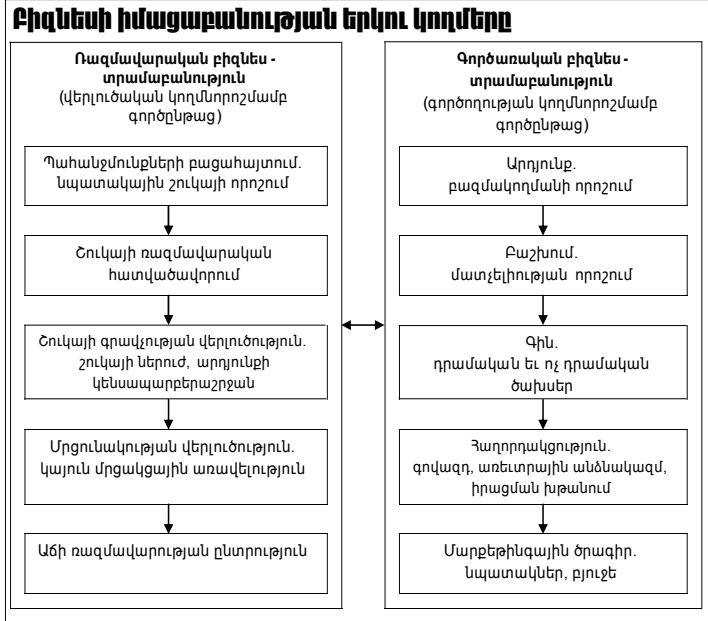 Բիզնեսի իմացաբանության երկու կողմերը
Ռազմավարական բիզնես -
տրամաբանություն
(վերլուծական կողմնորոշմամբ
գործընթաց)
Պահանջմունքների բացահայտում.
նպատակային շուկայի որոշում
Շուկայի ռազմավարական
հատվածավորում
Շուկայի գրավչության վերլուծություն.
շուկայի ներուժ, արդյունքի
կենսապարբերաշրջան
Մրցունակության վերլուծություն.
կայուն մրցակցային առավելություն
Աճի ռազմավարության ընտրություն
Գործառական բիզնես -
տրամաբանություն
(գործողության կողմնորոշմամբ
գործընթաց)
Արդյունք.
բազմակողմանի որոշում
Բաշխում.
մատչելիության որոշում
Գին.
դրամական եւ ոչ դրամական
ծախսեր
Հաղորդակցություն.
գովազդ, առեւտրային անձնակազմ,
իրացման խթանում
Մարքեթինգային ծրագիր.
նպատակներ, բյուջե